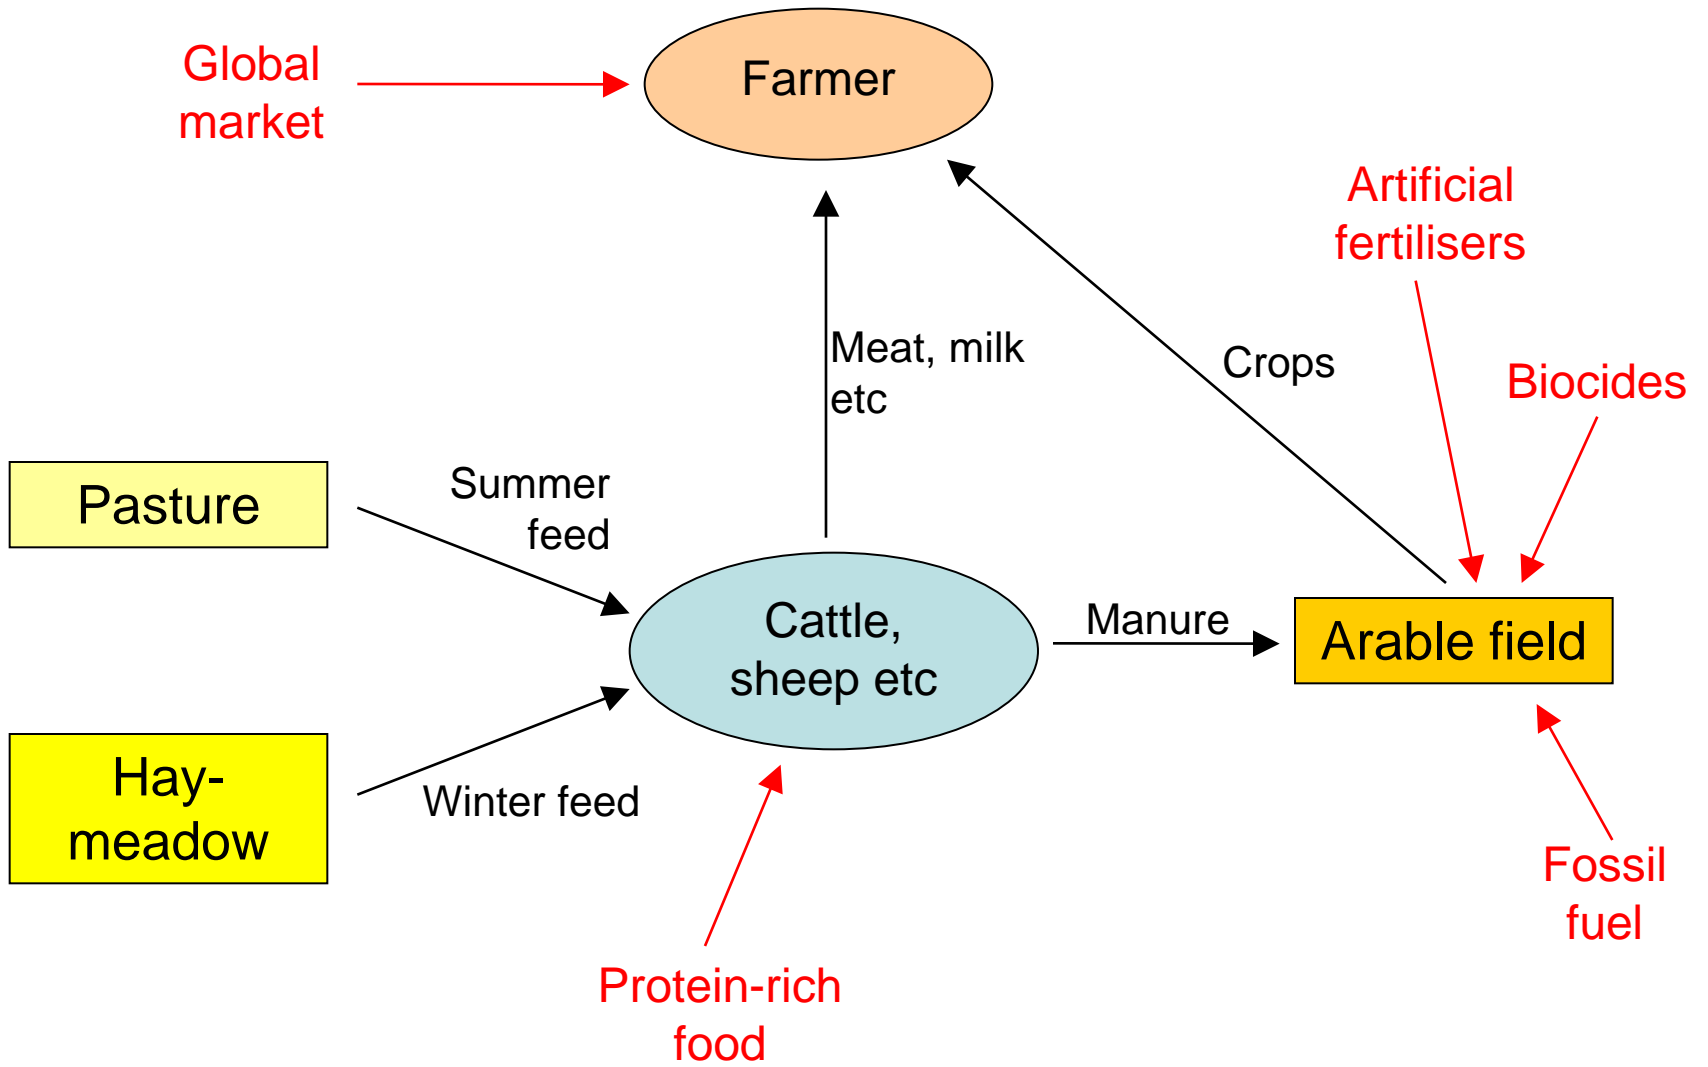 Global
market
Farmer
Artificial
fertilisers
Meat, milk
etc
Crops
Biocides
Pasture
Summer
feed
Cattle,
sheep etc
Manure
Arable field
Hay-
meadow
Winter feed
Fossil
fuel
Protein-rich
food